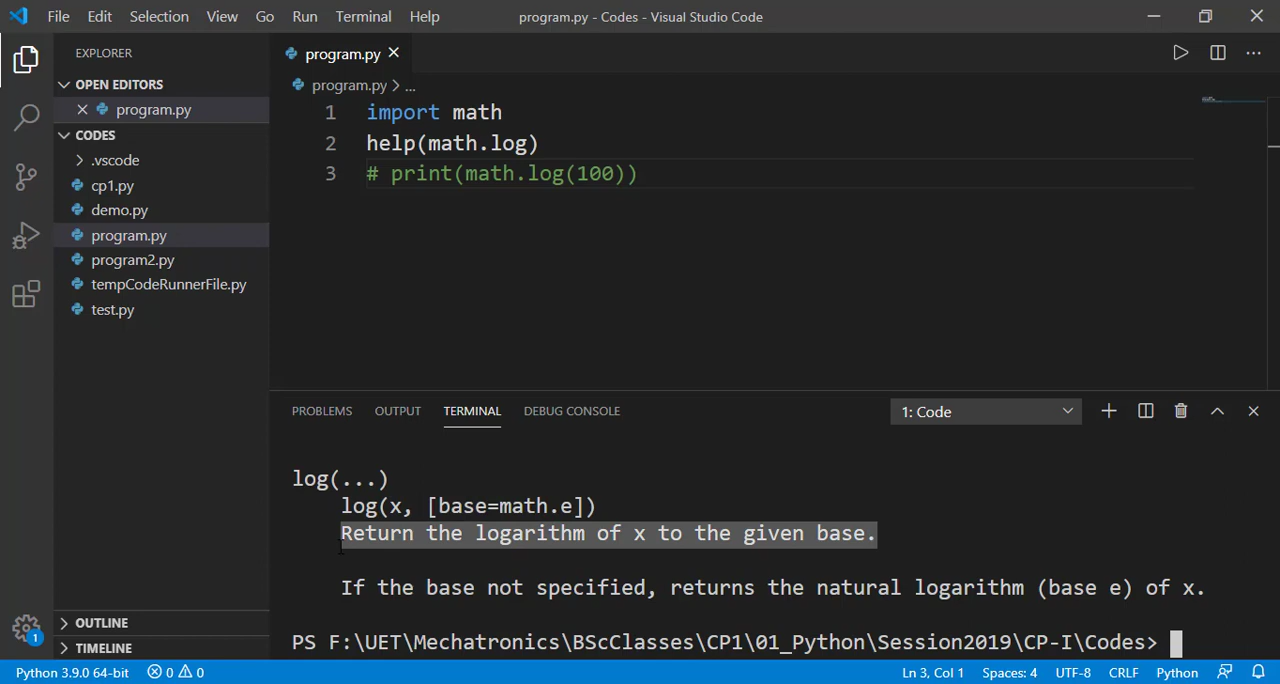 File Edit Selection View Go Run Terminal Help program.py - Codes - Visual Studio Code
EXPLORER
OPEN EDITORS
program.py
CODES
.vscode
cp1.py
demo.py
program.py
program2.py
tempCodeRunnerFile.py
test.py
OUTLINE
TIMELINE
1
program.py
program.py > ...
1 import math
2 help(math.log)
3 # print(math.log(100))
PROBLEMS OUTPUT TERMINAL DEBUG CONSOLE 1: Code
log(...)
log(x, [base=math.e])
Return the logarithm of x to the given base.
If the base not specified, returns the natural logarithm (base e) of x.
PS F:\UET\Mechatronics\BScClasses\CP1\01_Python\Session2019\CP-I\Codes>
Python 3.9.0 64-bit 0 0 Ln 3, Col 1 Spaces: 4 UTF-8 CRLF Python